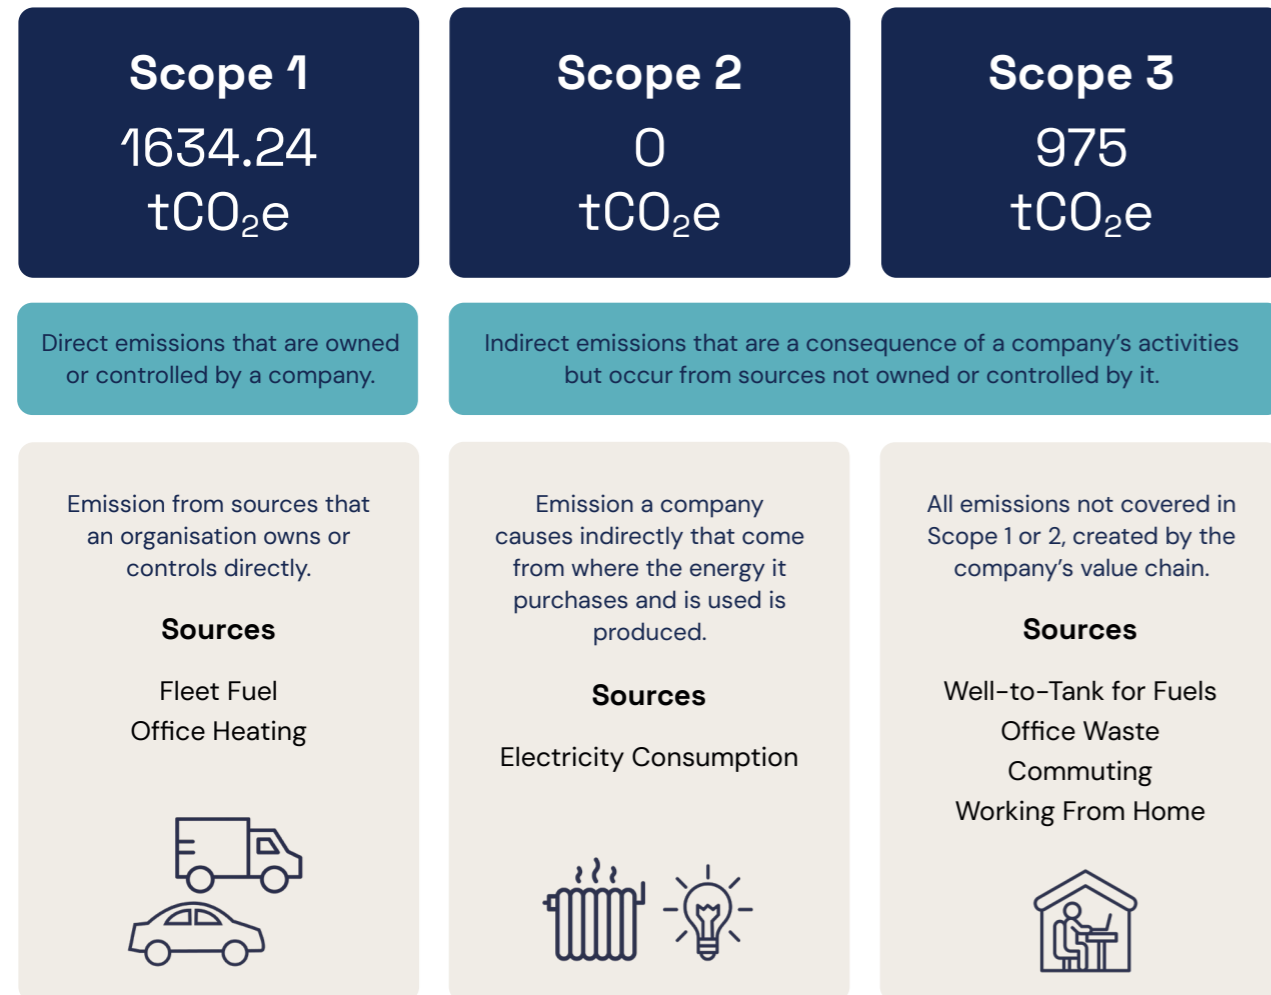 Scope 1
1634.24
tCO₂e
Scope 2
0
tCO₂e
Scope 3
975
tCO₂e
Direct emissions that are owned
or controlled by a company.
Indirect emissions that are a consequence of a company’s activities
but occur from sources not owned or controlled by it.
Emission from sources that
an organisation owns or
controls directly.
Sources
Fleet Fuel
Office Heating
Emission a company
causes indirectly that come
from where the energy it
purchases and is used is
produced.
Sources
Electricity Consumption
All emissions not covered in
Scope 1 or 2, created by the
company’s value chain.
Sources
Well-to-Tank for Fuels
Office Waste
Commuting
Working From Home